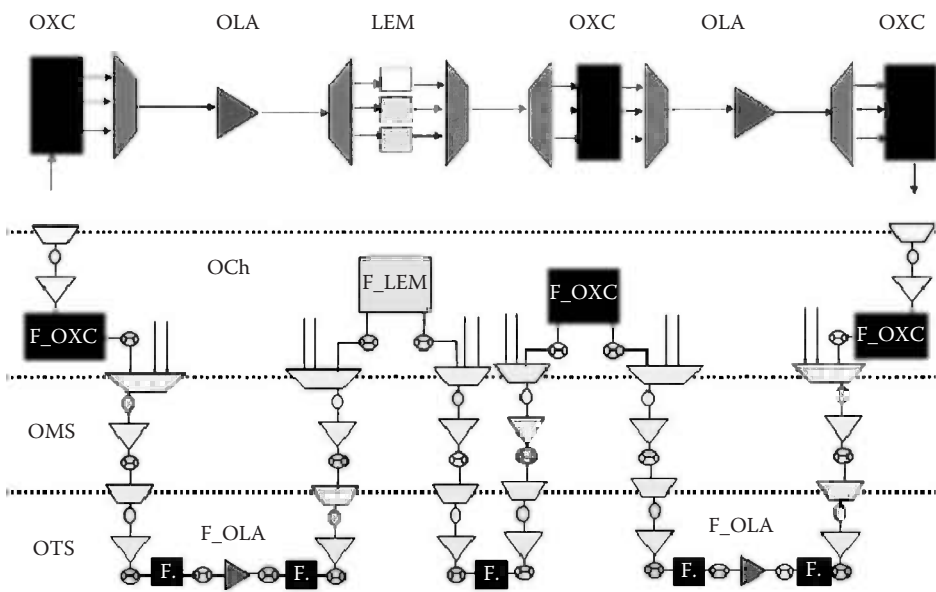 OXC OLA LEM OXC OLA OXC
OCh
F_LEM
F_OXC
F_OXC
F_OXC
OMS
F_OLA
F_OLA
OTS
F. F. F. F. F.